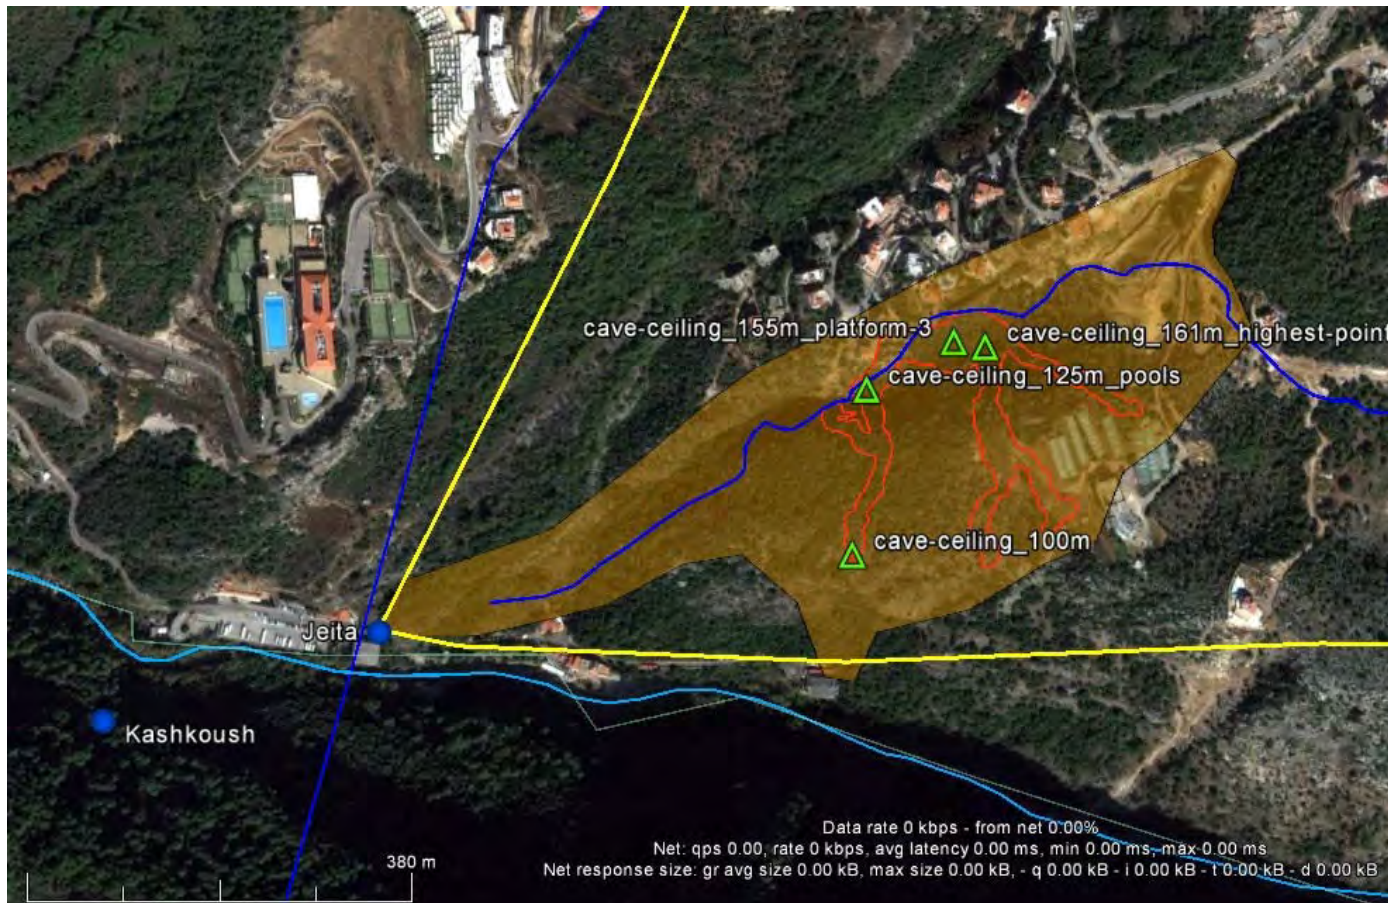 cave-ceiling_155m_platform-3
cave-ceiling_161m_highest-point
cave-ceiling_125m_pools
cave-ceiling_100m
Jeita
Kashkoush
380 m
Data rate 0 kbps - from net 0.00%
Net: qps 0.00, rate 0 kbps, avg latency 0.00 ms, min 0.00 ms, max 0.00 ms
Net response size: gr avg size 0.00 kB, max size 0.00 kB, - q 0.00 kB - i 0.00 kB - t 0.00 kB - d 0.00 kB